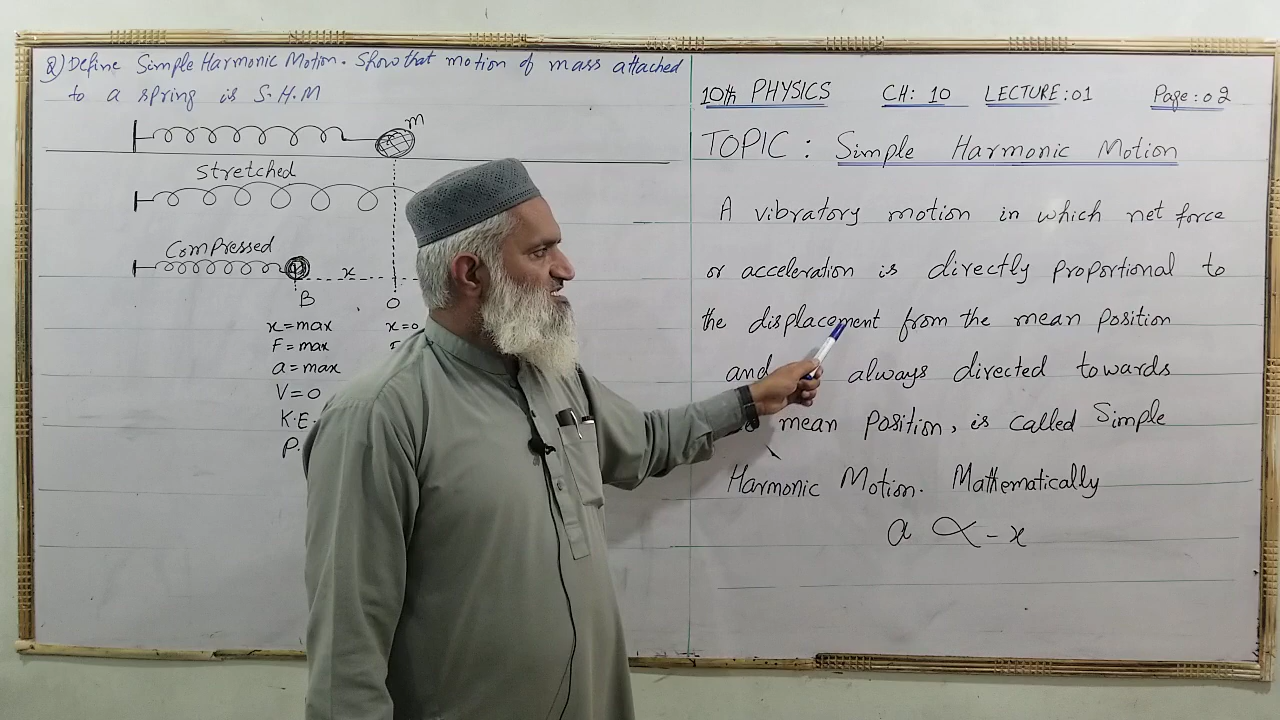 Q) Define Simple Harmonic Motion. Show that motion of mass attached
to a spring is S.H.M
m
stretched
Compressed
x
B
O
x=max
x=0
F=max
a=max
V=0
K.E
P.
10th PHYSICS CH: 10 LECTURE:01 Page:02
TOPIC: Simple Harmonic Motion
A vibratory motion in which net force
or acceleration is directly proportional to
the displacement from the mean position
and always directed towards
mean position, is called Simple
Harmonic Motion. Mathematically
a ∝ -x